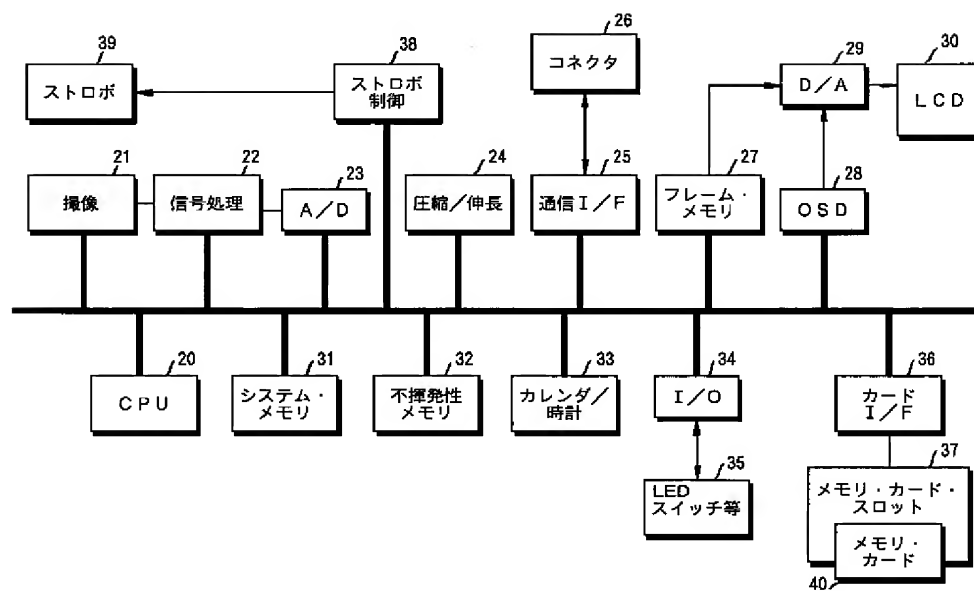 39
ストロボ
38
ストロボ
制御
26
コネクタ
29
D／A
30
LCD
21
撮像
22
信号処理
23
A／D
24
圧縮／伸長
25
通信I／F
27
フレーム・
メモリ
28
OSD
20
CPU
31
システム・
メモリ
32
不揮発性
メモリ
33
カレンダ／
時計
34
I／O
35
LED
スイッチ等
36
カード
I／F
37
メモリ・カード・
スロット
メモリ・
カード
40